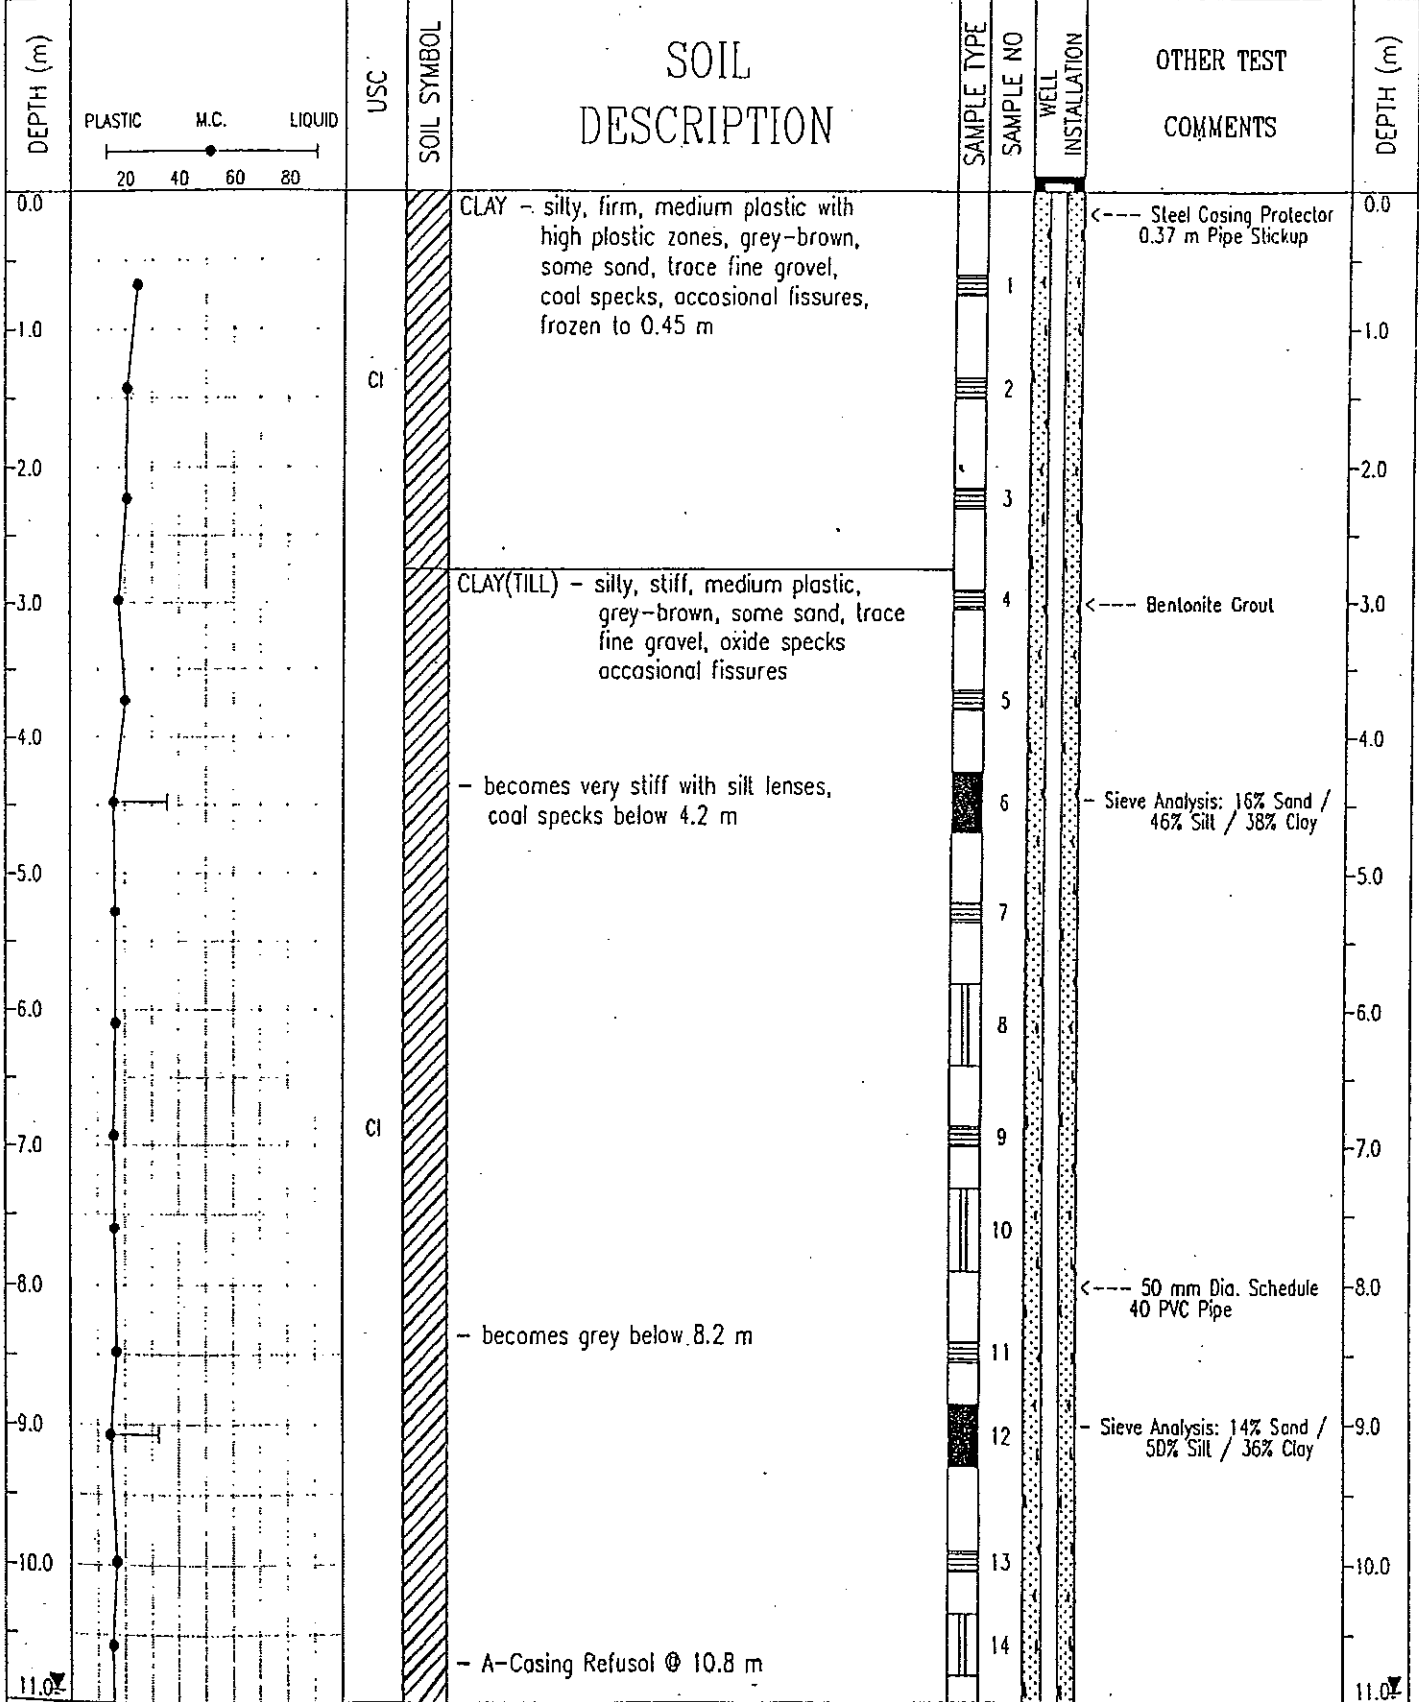 DEPTH (m)
PLASTIC M.C. LIQUID
20 40 60 80
USC
SOIL SYMBOL
SOIL
DESCRIPTION
SAMPLE TYPE
SAMPLE NO
WELL
INSTALLATION
OTHER TEST
COMMENTS
DEPTH (m)
0.0
CLAY - silty, firm, medium plastic with
high plastic zones, grey-brown,
some sand, trace fine gravel,
coal specks, occasional fissures,
frozen to 0.45 m
<--- Steel Casing Protector
0.37 m Pipe Stickup
0.0
1
-1.0
-1.0
CI
2
-2.0
-2.0
3
CLAY(TILL) - silty, stiff, medium plastic,
grey-brown, some sand, trace
fine gravel, oxide specks
occasional fissures
-3.0
4
<--- Bentonite Grout
-3.0
5
-4.0
-4.0
- becomes very stiff with silt lenses,
coal specks below 4.2 m
6
- Sieve Analysis: 16% Sand /
46% Silt / 38% Clay
-5.0
-5.0
7
-6.0
-6.0
8
CI
9
-7.0
-7.0
10
-8.0
<--- 50 mm Dia. Schedule
40 PVC Pipe
-8.0
- becomes grey below 8.2 m
11
-9.0
12
- Sieve Analysis: 14% Sand /
50% Silt / 36% Clay
-9.0
-10.0
13
-10.0
14
- A-Casing Refusal @ 10.8 m
11.0
11.0